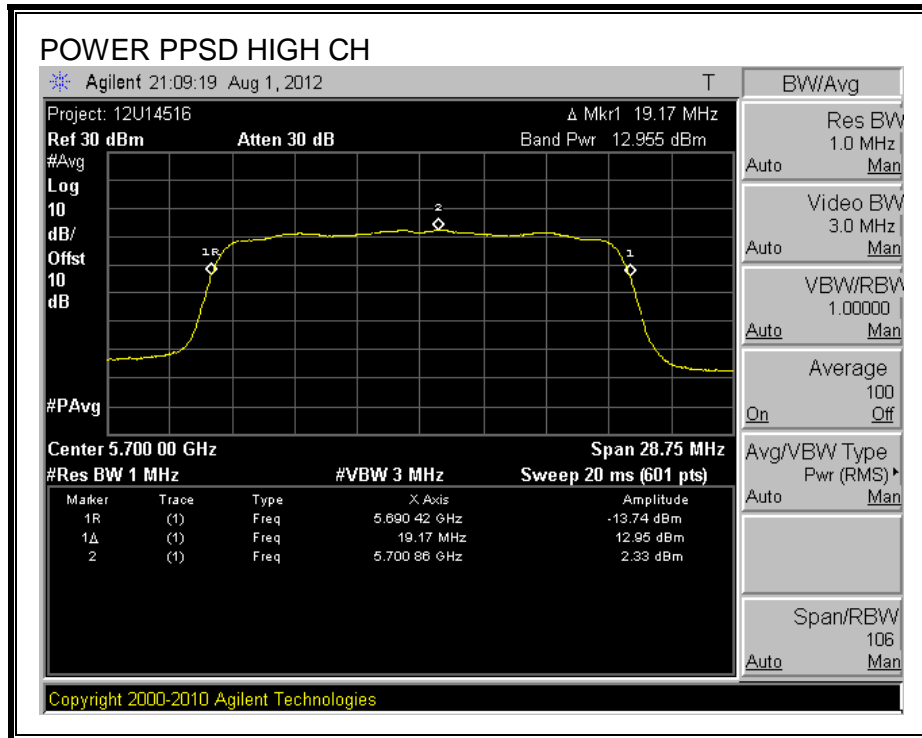 POWER PPSD HIGH CH
Agilent 21:09:19 Aug 1, 2012 T
Project: 12U14516 Δ Mkr1 19.17 MHz
Ref 30 dBm Atten 30 dB Band Pwr 12.955 dBm
#Avg
Log
10
dB/
Offst
10
dB
#PAvg
1R
2
1
Center 5.700 00 GHz Span 28.75 MHz
#Res BW 1 MHz #VBW 3 MHz Sweep 20 ms (601 pts)
Marker Trace Type X Axis Amplitude
1R (1) Freq 5.690 42 GHz -13.74 dBm
1Δ (1) Freq 19.17 MHz 12.95 dBm
2 (1) Freq 5.700 86 GHz 2.33 dBm
Copyright 2000-2010 Agilent Technologies
BW/Avg
Res BW
1.0 MHz
Auto Man
Video BW
3.0 MHz
Auto Man
VBW/RBW
1.00000
Auto Man
Average
100
On Off
Avg/VBW Type
Pwr (RMS)
Auto Man
Span/RBW
106
Auto Man